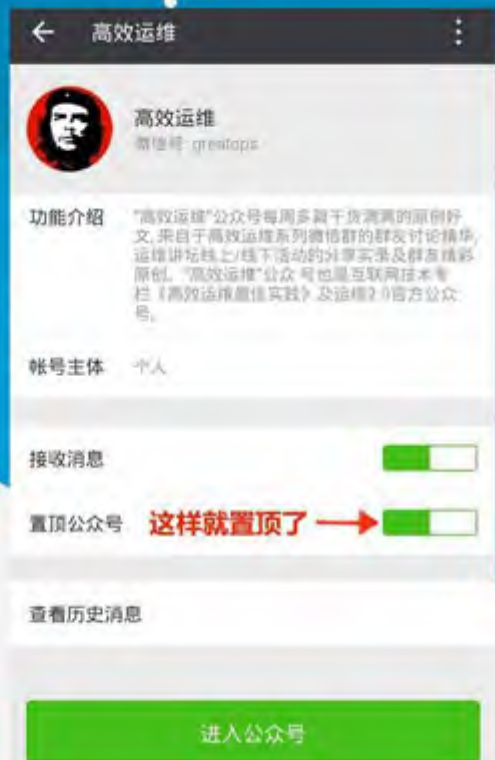 高效运维
高效运维
微信号: greatops
功能介绍
"高效运维"公众号每周多篇干货满满的原创好
文,来自于高效运维系列微信群的群友讨论精华,
运维讲坛线上/线下活动的分享实录及群友精彩
原创。"高效运维"公众号也是互联网技术专
栏《高效运维最佳实践》及运维2.0官方公众
号。
帐号主体 个人
接收消息
置顶公众号 这样就置顶了
查看历史消息
进入公众号